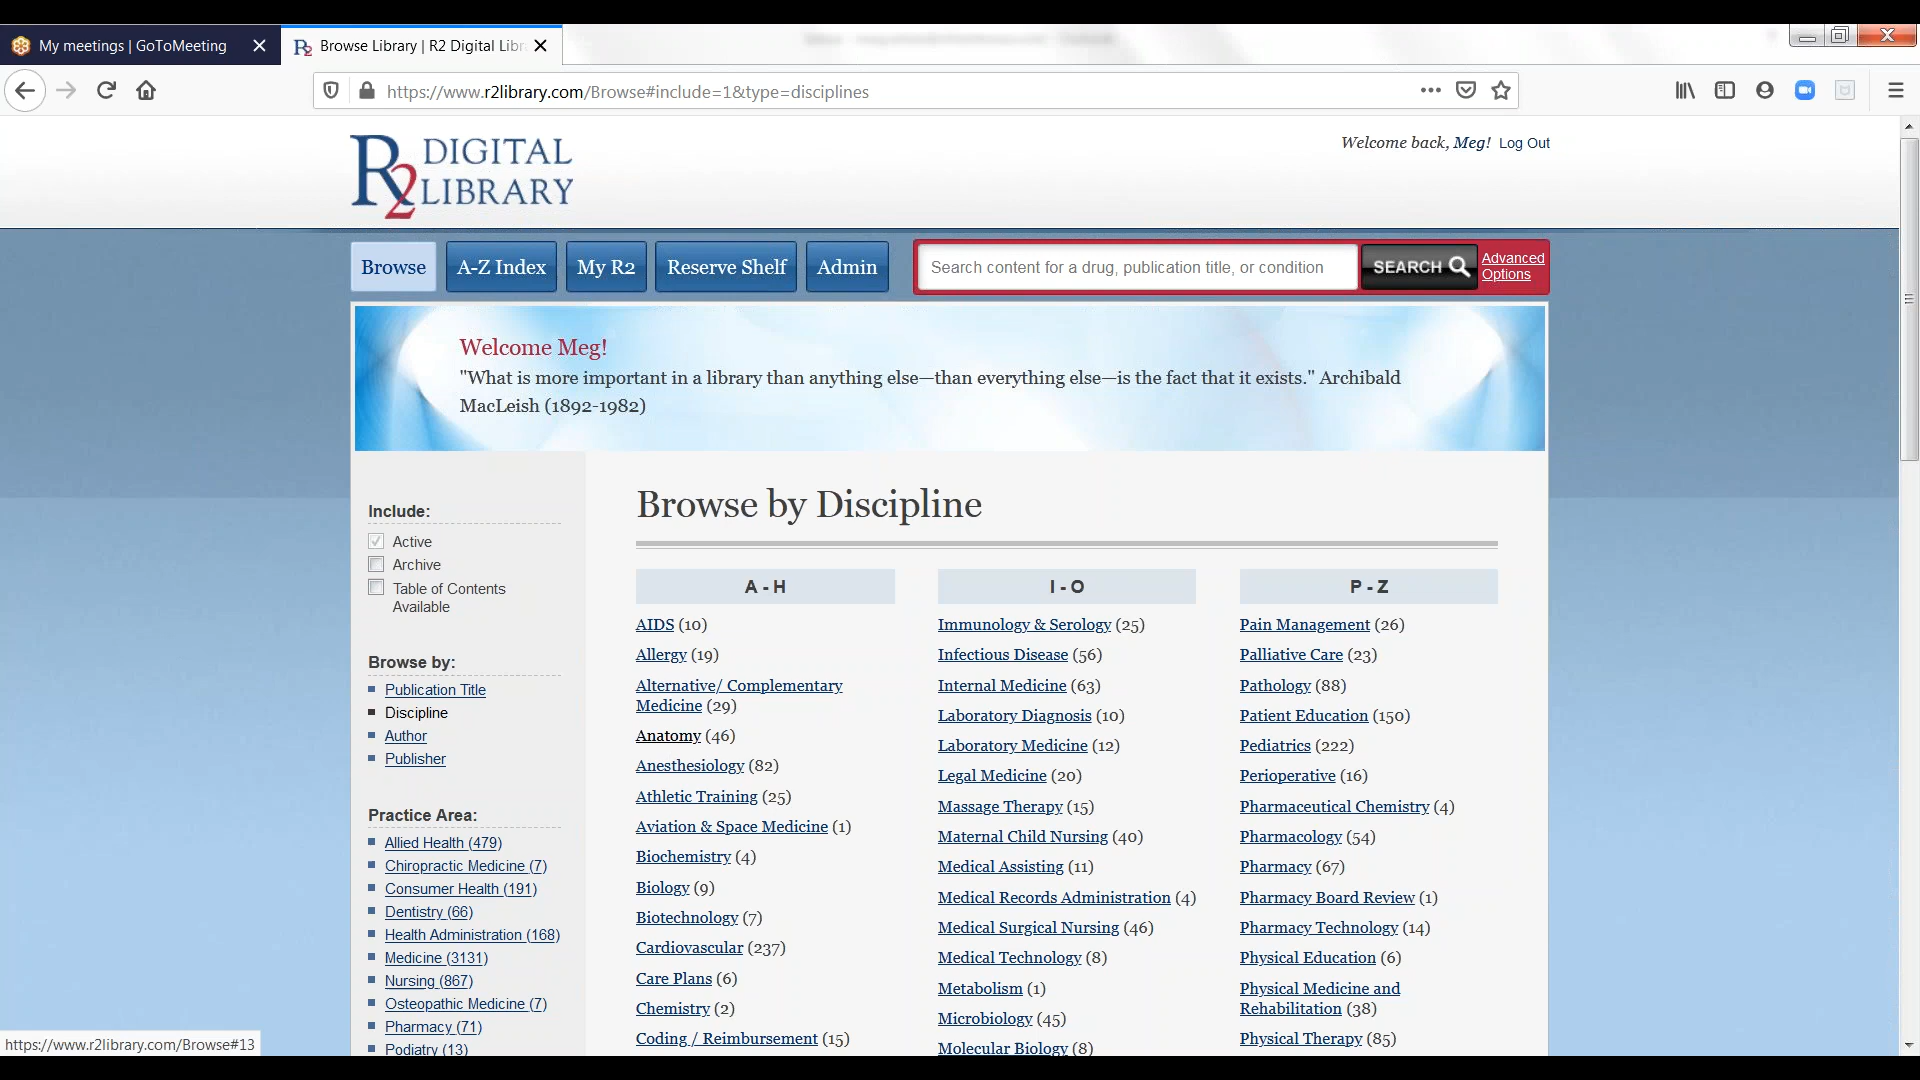 My meetings | GoToMeeting
Browse Library | R2 Digital Libr
https://www.r2library.com/Browse#include=1&type=disciplines
R2 DIGITAL LIBRARY
Welcome back, Meg! Log Out
Browse
A-Z Index
My R2
Reserve Shelf
Admin
Search content for a drug, publication title, or condition
SEARCH
Advanced
Options
Welcome Meg!
"What is more important in a library than anything else—than everything else—is the fact that it exists." Archibald
MacLeish (1892-1982)
Include:
Active
Archive
Table of Contents
Available
Browse by:
Publication Title
Discipline
Author
Publisher
Practice Area:
Allied Health (479)
Chiropractic Medicine (7)
Consumer Health (191)
Dentistry (66)
Health Administration (168)
Medicine (3131)
Nursing (867)
Osteopathic Medicine (7)
Pharmacy (71)
Podiatry (13)
Browse by Discipline
A - H
AIDS (10)
Allergy (19)
Alternative/ Complementary
Medicine (29)
Anatomy (46)
Anesthesiology (82)
Athletic Training (25)
Aviation & Space Medicine (1)
Biochemistry (4)
Biology (9)
Biotechnology (7)
Cardiovascular (237)
Care Plans (6)
Chemistry (2)
Coding / Reimbursement (15)
I - O
Immunology & Serology (25)
Infectious Disease (56)
Internal Medicine (63)
Laboratory Diagnosis (10)
Laboratory Medicine (12)
Legal Medicine (20)
Massage Therapy (15)
Maternal Child Nursing (40)
Medical Assisting (11)
Medical Records Administration (4)
Medical Surgical Nursing (46)
Medical Technology (8)
Metabolism (1)
Microbiology (45)
Molecular Biology (8)
P - Z
Pain Management (26)
Palliative Care (23)
Pathology (88)
Patient Education (150)
Pediatrics (222)
Perioperative (16)
Pharmaceutical Chemistry (4)
Pharmacology (54)
Pharmacy (67)
Pharmacy Board Review (1)
Pharmacy Technology (14)
Physical Education (6)
Physical Medicine and
Rehabilitation (38)
Physical Therapy (85)
https://www.r2library.com/Browse#13